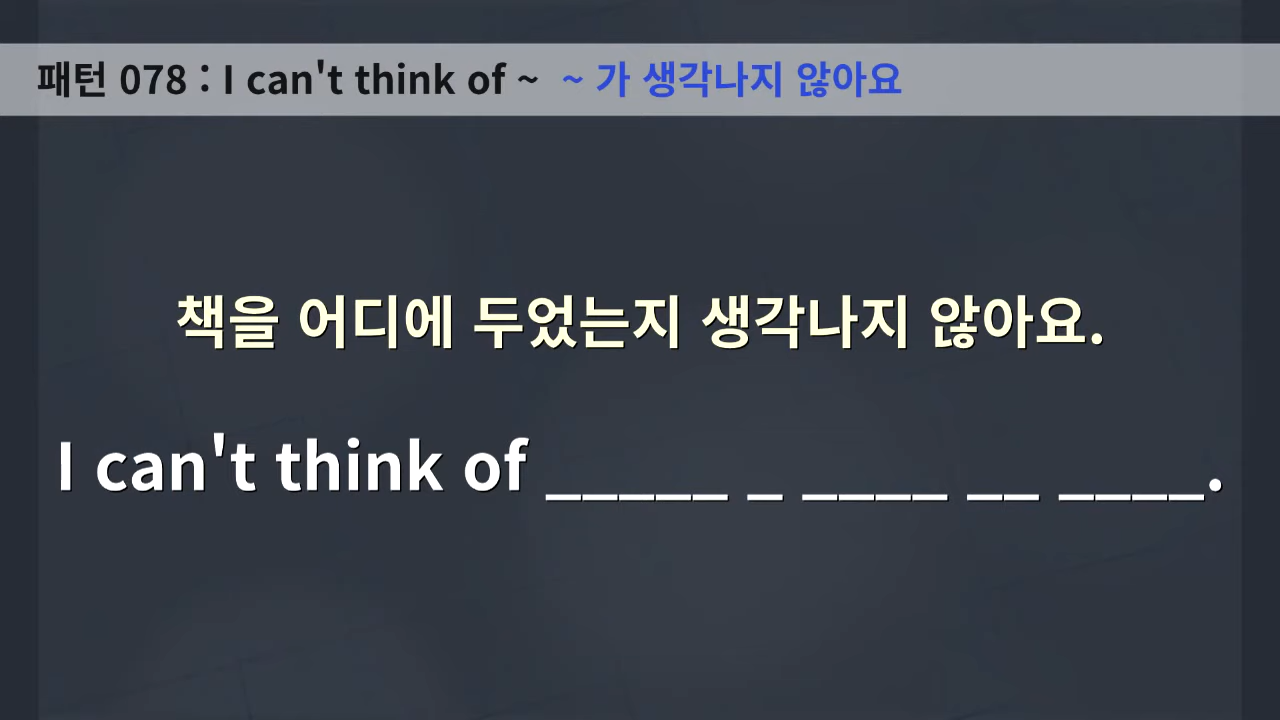 패턴 078 : I can't think of ~ ~ 가 생각나지 않아요
책을 어디에 두었는지 생각나지 않아요.
I can't think of _____ _ ____ __ ____.